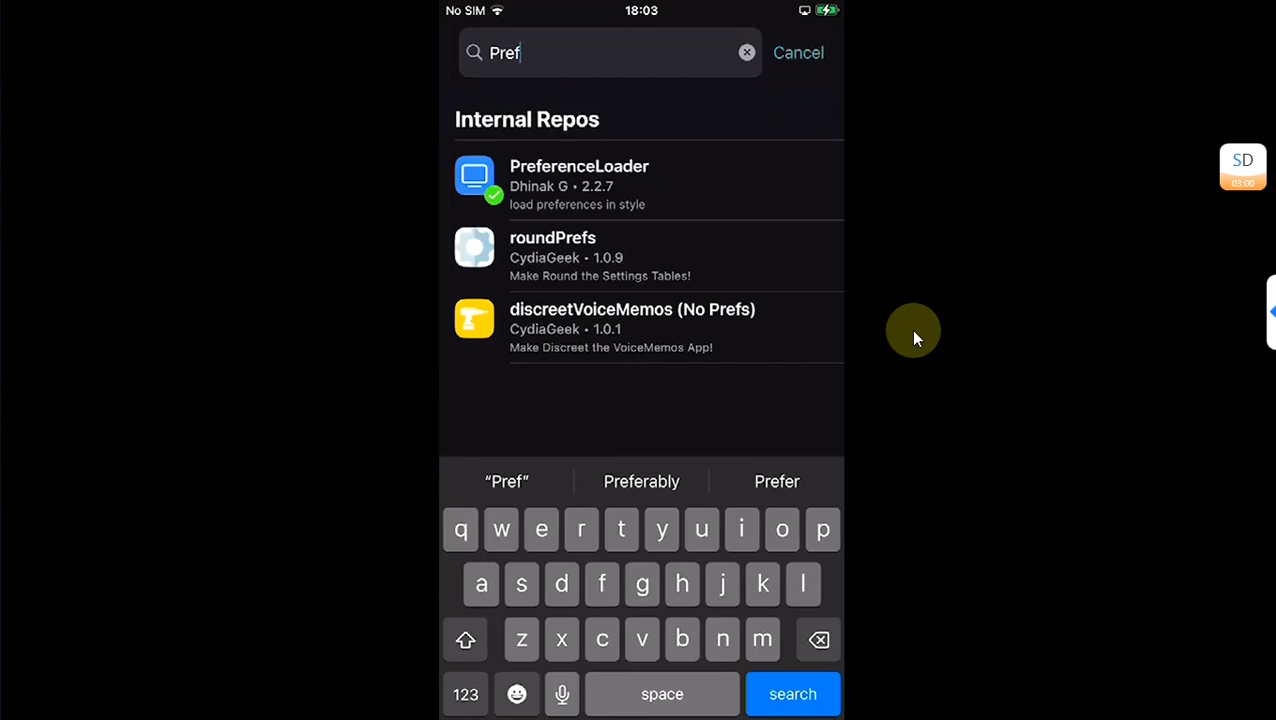 No SIM 18:03
Pref Cancel
Internal Repos
PreferenceLoader
Dhinak G • 2.2.7
load preferences in style
roundPrefs
CydiaGeek • 1.0.9
Make Round the Settings Tables!
discreetVoiceMemos (No Prefs)
CydiaGeek • 1.0.1
Make Discreet the VoiceMemos App!
“Pref” Preferably Prefer
q w e r t y u i o p
a s d f g h j k l
z x c v b n m
123 space search
SD
03:00